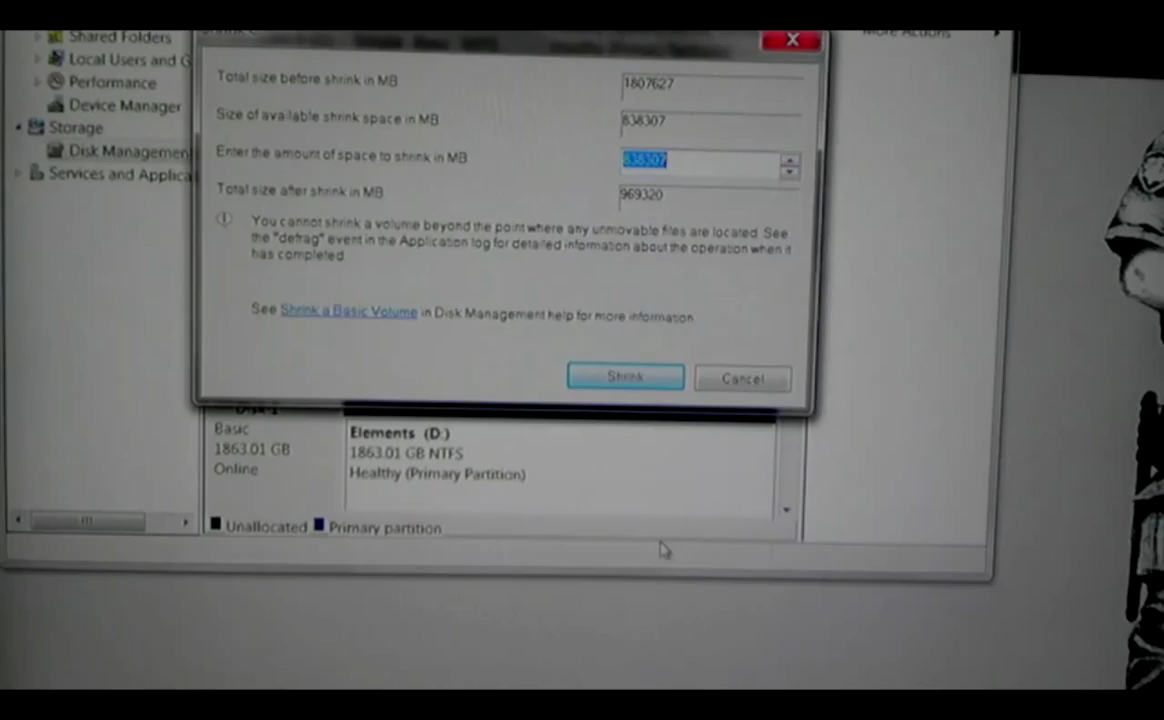 Shared Folders
Local Users and G
Performance
Device Manager
Storage
Disk Managemen
Services and Applica
More Actions
Total size before shrink in MB
1807627
Size of available shrink space in MB
838307
Enter the amount of space to shrink in MB
838307
Total size after shrink in MB
969320
You cannot shrink a volume beyond the point where any unmovable files are located. See
the "defrag" event in the Application log for detailed information about the operation when it
has completed.
See Shrink a Basic Volume in Disk Management help for more information
Shrink
Cancel
Disk 1
Basic
1863.01 GB
Online
Elements (D:)
1863.01 GB NTFS
Healthy (Primary Partition)
Unallocated
Primary partition